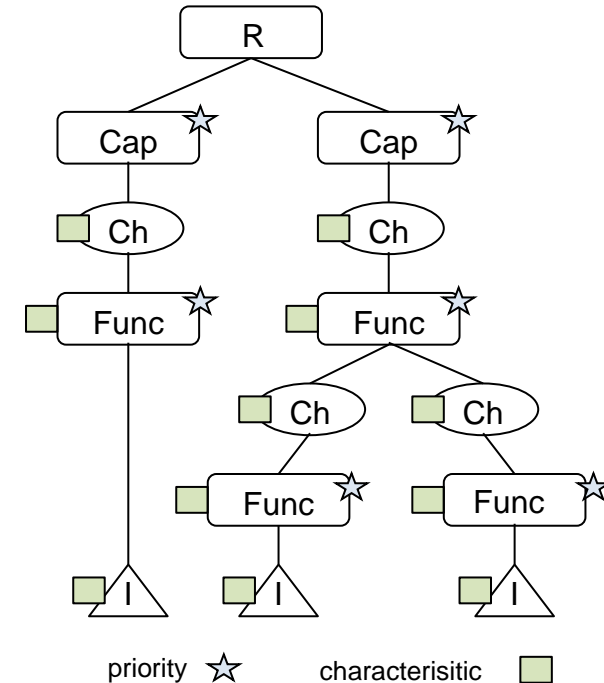 R
Cap Cap
Ch Ch
Func Func
Ch Ch
Func Func
I I I
priority characterisitic